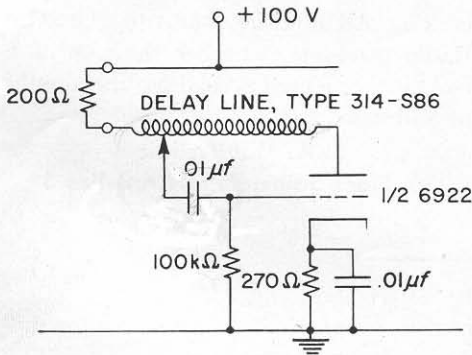 +100 V
200Ω
DELAY LINE, TYPE 314-S86
.01µf
1/2 6922
100kΩ
270Ω
.01µf